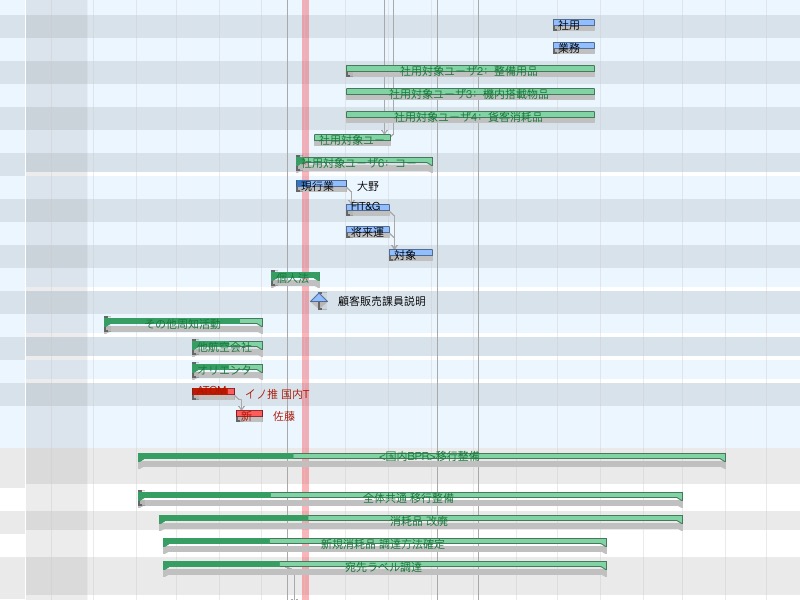 社用
業務
社用対象ユーザ2：整備用品
社用対象ユーザ3：機内搭載物品
社用対象ユーザ4：貨客消耗品
社用対象ユー
社用対象ユーザ6：コー
現行業 大野
FIT&G
将来運
対象
個人法
顧客販売課員説明
その他周知活動
他航空会社
オリエンタ
ATOM イノ推 国内T
新 佐藤
<国内BPR>移行整備
全体共通 移行整備
消耗品 改廃
新規消耗品 調達方法確定
宛先ラベル調達